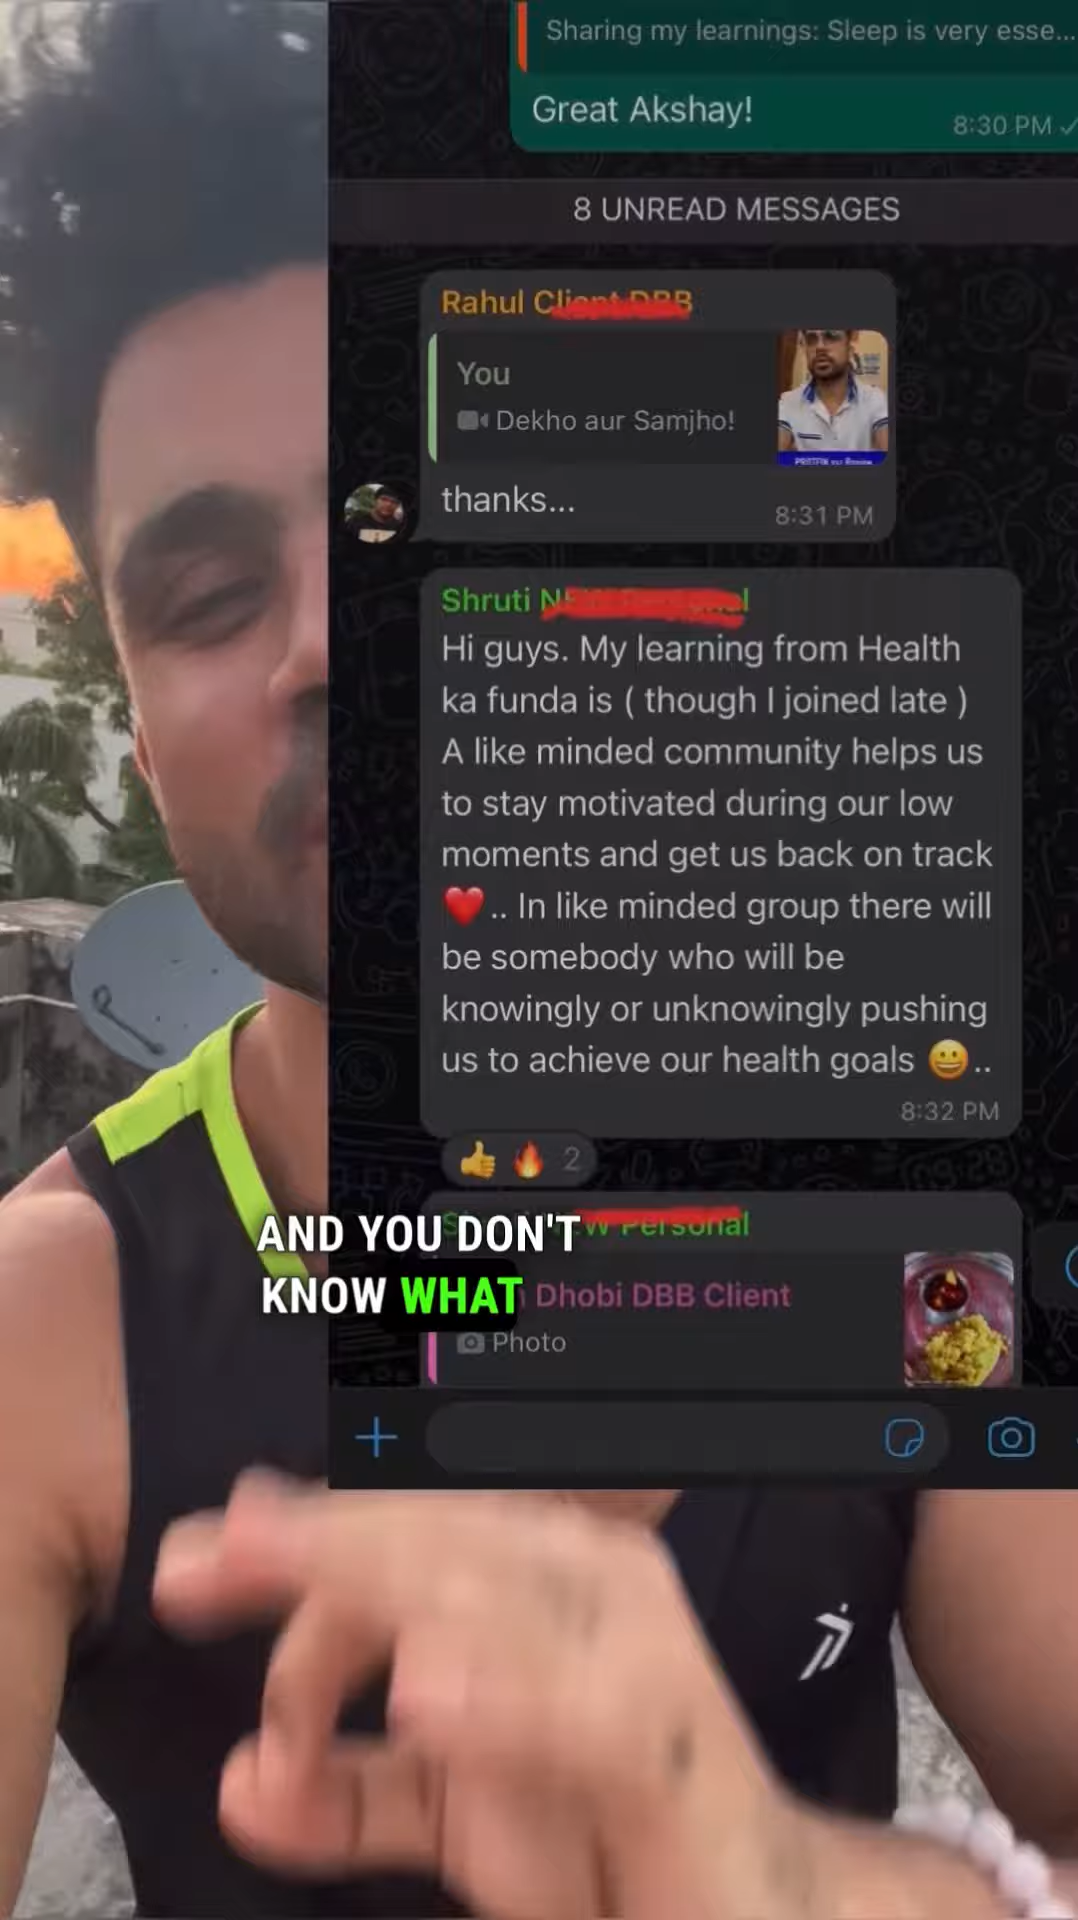 Sharing my learnings: Sleep is very esse...
Great Akshay!
8:30 PM
8 UNREAD MESSAGES
Rahul Client DBB
You
Dekho aur Samjho!
thanks...
8:31 PM
Shruti NEW Personal
Hi guys. My learning from Health
ka funda is ( though I joined late )
A like minded community helps us
to stay motivated during our low
moments and get us back on track
❤️.. In like minded group there will
be somebody who will be
knowingly or unknowingly pushing
us to achieve our health goals 😀..
8:32 PM
👍 🔥 2
Personal
AND YOU DON'T
KNOW WHAT
Dhobi DBB Client
Photo